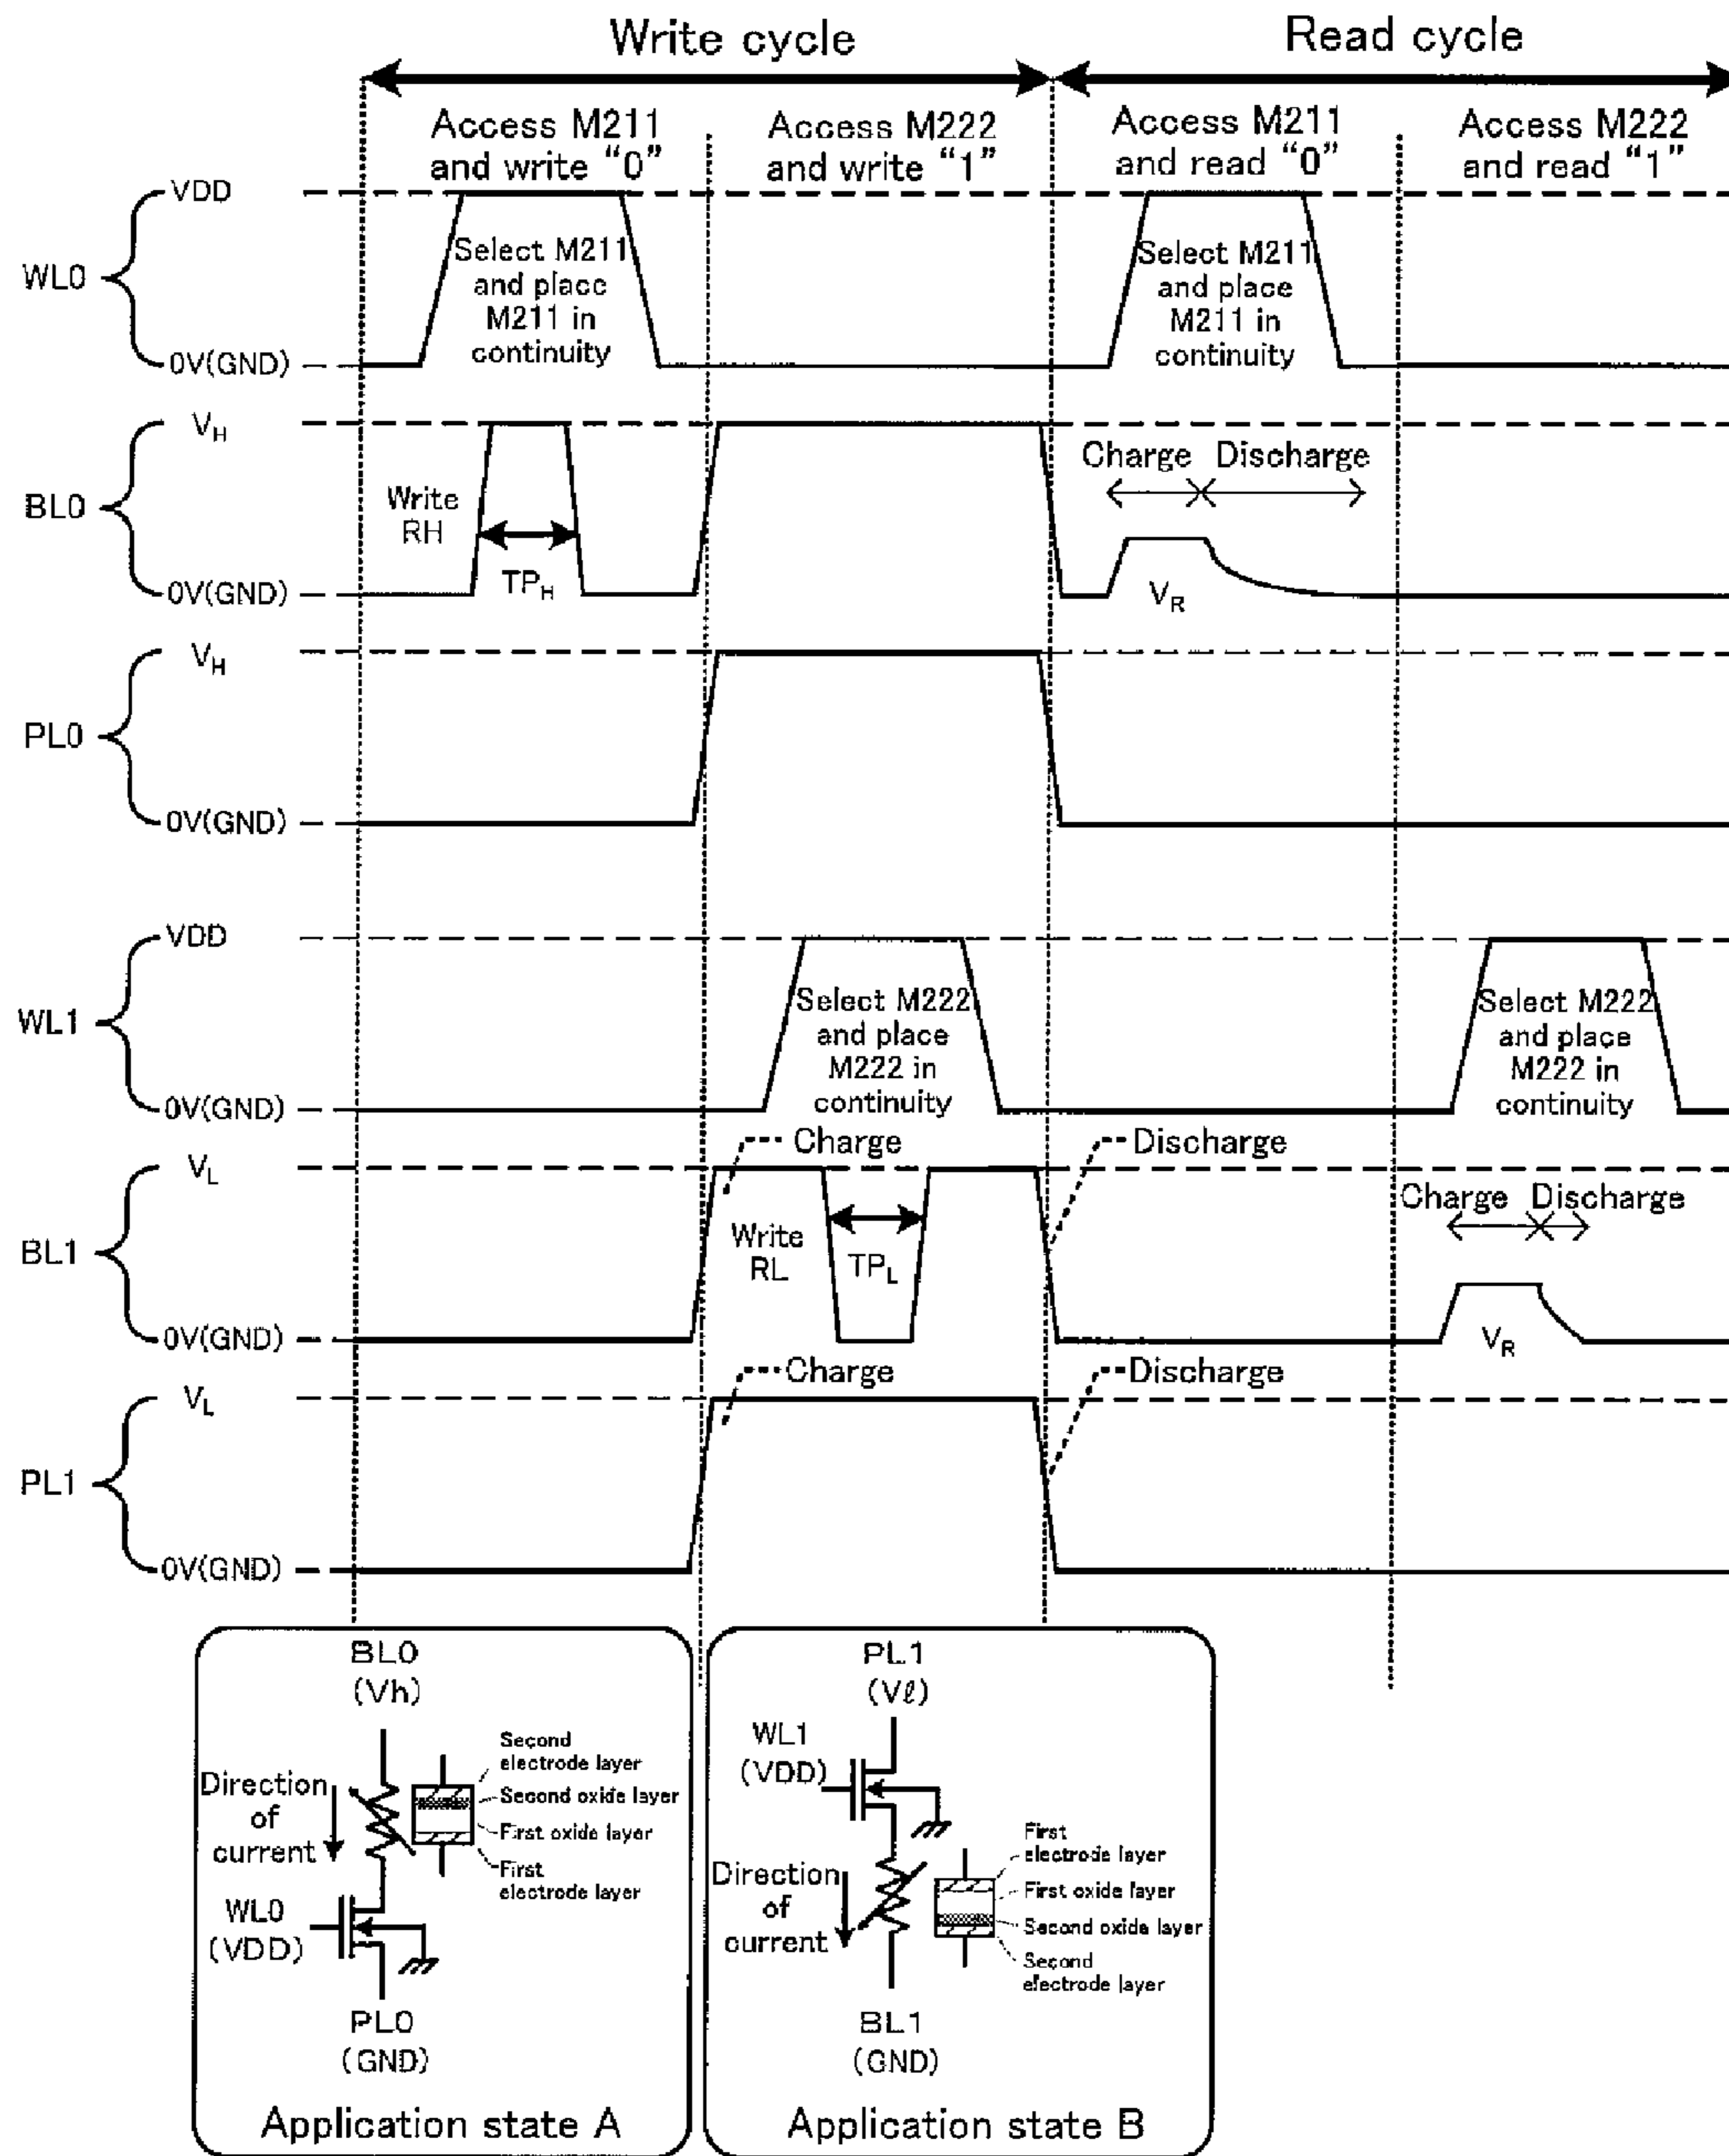 Write cycle
Read cycle
Access M211
and write “0”
Access M222
and write “1”
Access M211
and read “0”
Access M222
and read “1”
WL0
VDD
0V(GND)
Select M211
and place
M211 in
continuity
Select M211
and place
M211 in
continuity
BL0
VH
0V(GND)
Write
RH
TPH
Charge
Discharge
VR
PL0
VH
0V(GND)
WL1
VDD
0V(GND)
Select M222
and place
M222 in
continuity
Select M222
and place
M222 in
continuity
BL1
VL
0V(GND)
Charge
Write
RL
TPL
Discharge
Charge
Discharge
VR
PL1
VL
0V(GND)
Charge
Discharge
BL0
(Vh)
Direction
of
current
Second
electrode layer
Second oxide layer
First oxide layer
First
electrode layer
WL0
(VDD)
PL0
(GND)
Application state A
PL1
(Vℓ)
WL1
(VDD)
Direction
of
current
First
electrode layer
First oxide layer
Second oxide layer
Second
electrode layer
BL1
(GND)
Application state B